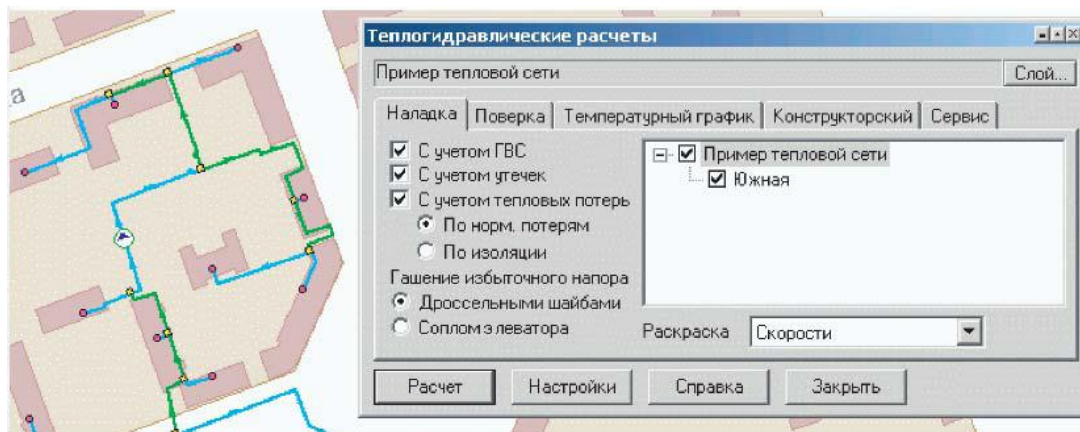 Теплогидравлические расчеты
Пример тепловой сети
Слой...
Наладка Поверка Температурный график Конструкторский Сервис
С учетом ГВС
С учетом утечек
С учетом тепловых потерь
По норм. потерям
По изоляции
Гашение избыточного напора
Дроссельными шайбами
Соплом элеватора
Пример тепловой сети
Южная
Раскраска Скорости
Расчет Настройки Справка Закрыть